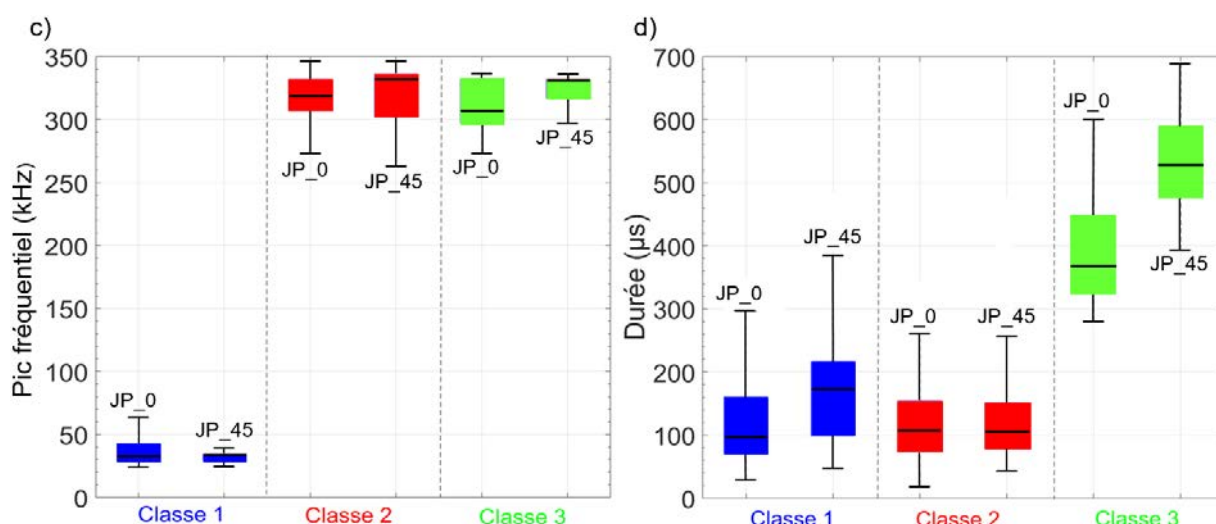 c)
Pic fréquentiel (kHz)
350
300
250
200
150
100
50
0
JP_0
JP_45
JP_0
JP_45
JP_0
JP_45
Classe 1
Classe 2
Classe 3
d)
Durée (µs)
700
600
500
400
300
200
100
0
JP_0
JP_45
JP_0
JP_45
JP_0
JP_45
Classe 1
Classe 2
Classe 3